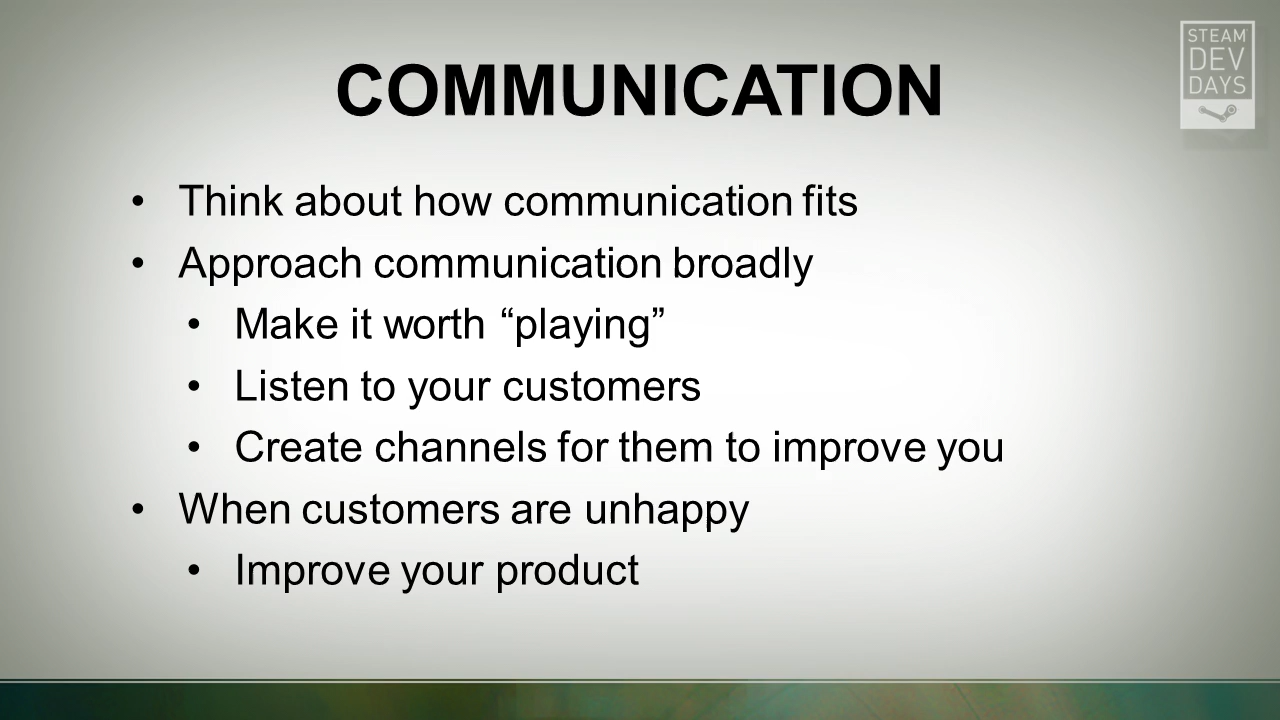 COMMUNICATION
STEAM
DEV
DAYS
• Think about how communication fits
• Approach communication broadly
• Make it worth “playing”
• Listen to your customers
• Create channels for them to improve you
• When customers are unhappy
• Improve your product